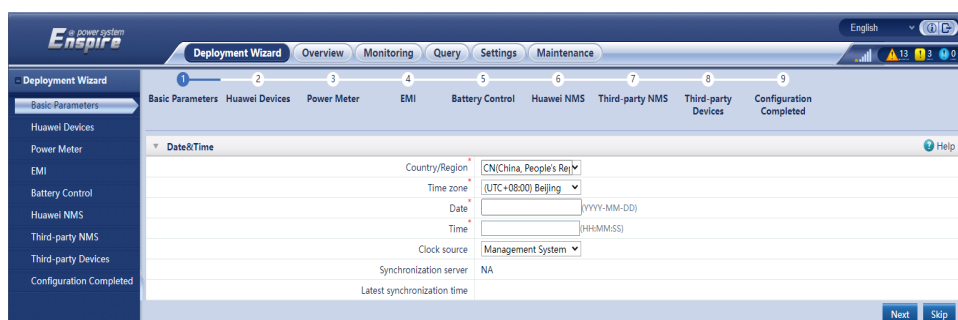 @ power system
Enspire
English
Deployment Wizard Overview Monitoring Query Settings Maintenance
13 3 0
Deployment Wizard
Basic Parameters
Huawei Devices
Power Meter
EMI
Battery Control
Huawei NMS
Third-party NMS
Third-party Devices
Configuration Completed
1 2 3 4 5 6 7 8 9
Basic Parameters Huawei Devices Power Meter EMI Battery Control Huawei NMS Third-party NMS Third-party Devices Configuration Completed
Date&Time Help
Country/Region * CN(China, People's Rep
Time zone * (UTC+08:00) Beijing
Date * (YYYY-MM-DD)
Time * (HH:MM:SS)
Clock source Management System
Synchronization server NA
Latest synchronization time
Next Skip